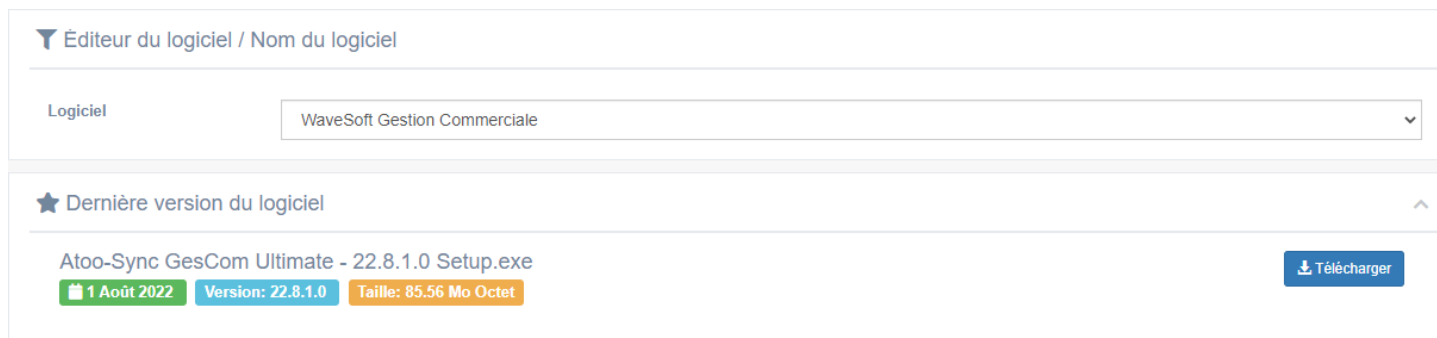 Éditeur du logiciel / Nom du logiciel
Logiciel
WaveSoft Gestion Commerciale
Dernière version du logiciel
Atoo-Sync GesCom Ultimate - 22.8.1.0 Setup.exe
Télécharger
1 Août 2022 Version: 22.8.1.0 Taille: 85.56 Mo Octet